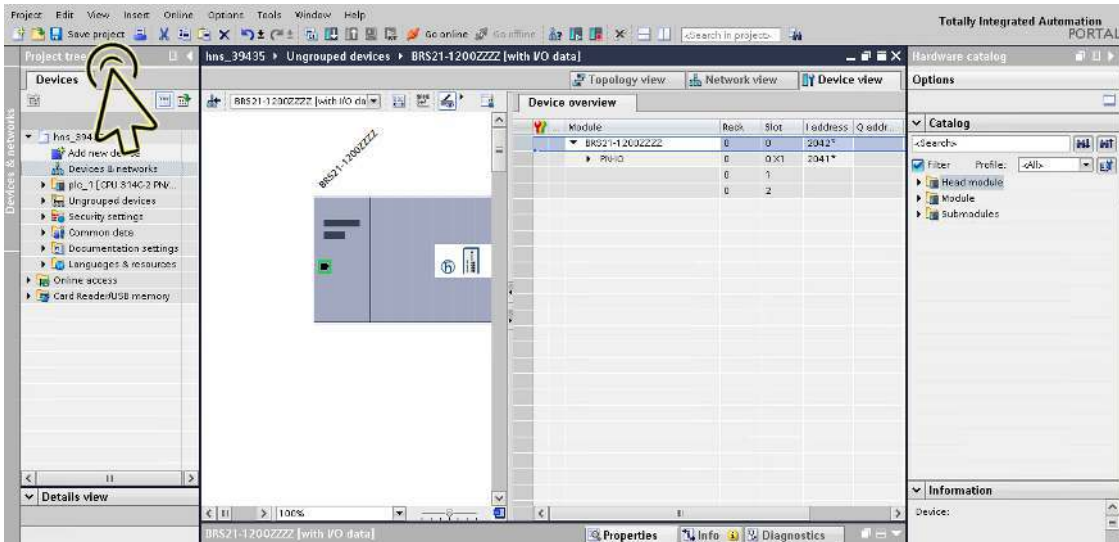 Project Edit View Insert Online Options Tools Window Help
Totally Integrated Automation
PORTAL
Save project
Go online
Go offline
<Search in project>
Project tree
hns_39435 ▸ Ungrouped devices ▸ BRS21-1200ZZZZ [with I/O data]
Hardware catalog
Devices
Topology view
Network view
Device view
Options
BRS21-1200ZZZZ [with I/O da
Device overview
Devices & networks
Catalog
Module Rack Slot I address Q addr...
<Search>
BRS21-1200ZZZZ 0 0 2042*
PN-IO 0 0 X1 2041*
0 1
0 2
Filter Profile: <All>
Head module
Module
Submodules
Add new
Devices & networks
plc_1 [CPU 314C-2 PN/...
Ungrouped devices
Security settings
Common data
Documentation settings
Languages & resources
Online access
Card Reader/USB memory
BRS21-1200ZZZZ
Details view
100%
Information
Device:
BRS21-1200ZZZZ [with I/O data]
Properties
Info
Diagnostics